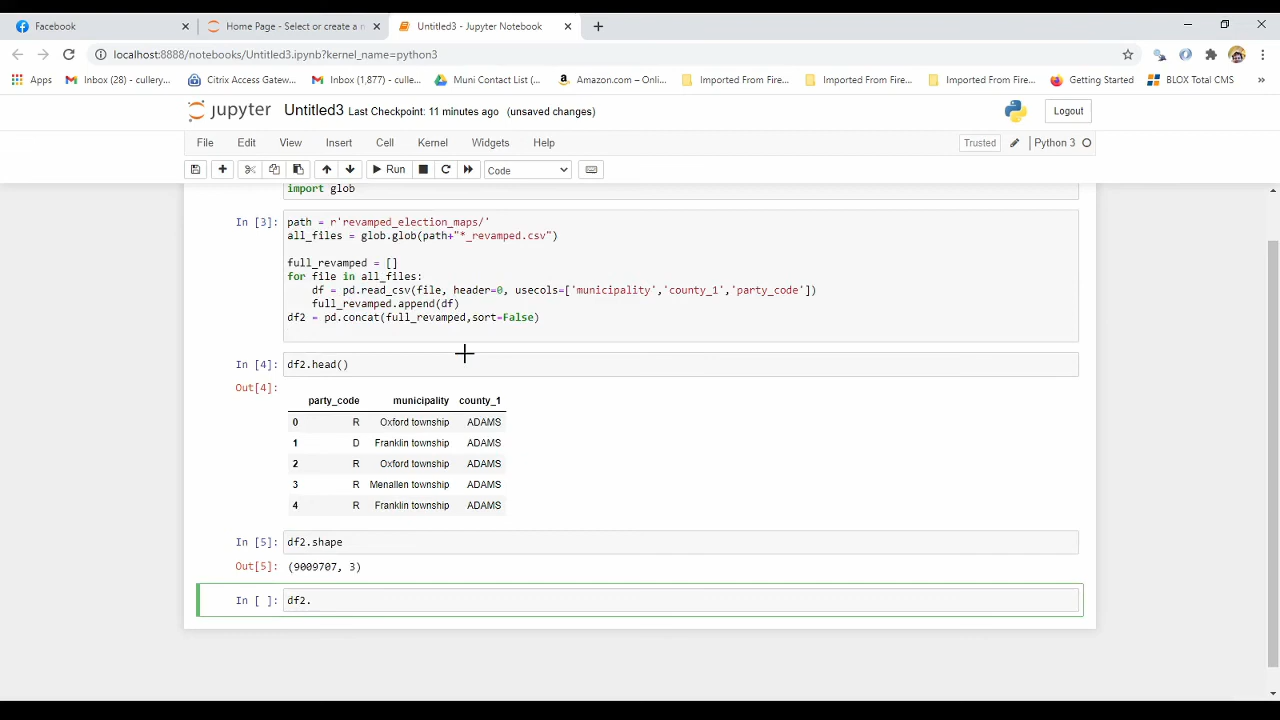 Facebook
Home Page - Select or create a n
Untitled3 - Jupyter Notebook
localhost:8888/notebooks/Untitled3.ipynb?kernel_name=python3
Apps
Inbox (28) - cullery...
Citrix Access Gatew...
Inbox (1,877) - culle...
Muni Contact List (...
Amazon.com – Onli...
Imported From Fire...
Imported From Fire...
Imported From Fire...
Getting Started
BLOX Total CMS
jupyter Untitled3 Last Checkpoint: 11 minutes ago (unsaved changes)
Logout
File Edit View Insert Cell Kernel Widgets Help
Trusted Python 3
Run Code
import glob
In [3]: path = r'revamped_election_maps/'
all_files = glob.glob(path+"*_revamped.csv")
full_revamped = []
for file in all_files:
df = pd.read_csv(file, header=0, usecols=['municipality','county_1','party_code'])
full_revamped.append(df)
df2 = pd.concat(full_revamped,sort=False)
In [4]: df2.head()
Out[4]:
party_code municipality county_1
0 R Oxford township ADAMS
1 D Franklin township ADAMS
2 R Oxford township ADAMS
3 R Menallen township ADAMS
4 R Franklin township ADAMS
In [5]: df2.shape
Out[5]: (9009707, 3)
In [ ]: df2.